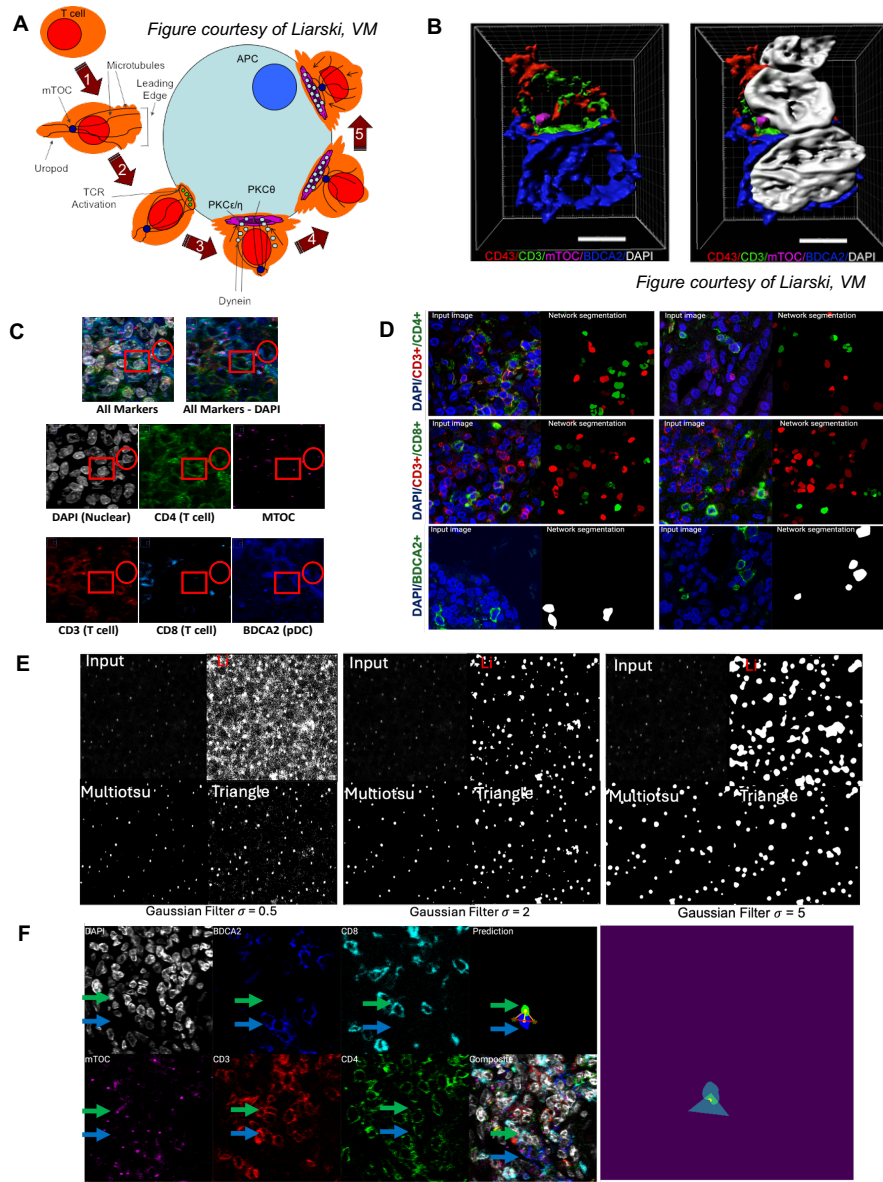 A
T cell
Figure courtesy of Liarski, VM
APC
1
Microtubules
mTOC
Leading
Edge
Uropod
2
TCR
Activation
PKCθ
PKCε/η
3
4
5
Dynein
B
CD43/CD3/mTOC/BDCA2/DAPI
CD43/CD3/mTOC/BDCA2/DAPI
Figure courtesy of Liarski, VM
C
All Markers
All Markers - DAPI
DAPI (Nuclear)
CD4 (T cell)
MTOC
CD3 (T cell)
CD8 (T cell)
BDCA2 (pDC)
D
DAPI/CD3+/CD4+
Input image
Network segmentation
Input image
Network segmentation
DAPI/CD3+/CD8+
Input image
Network segmentation
Input image
Network segmentation
DAPI/BDCA2+
Input image
Network segmentation
Input image
Network segmentation
E
Input
Li
Multiotsu
Triangle
Gaussian Filter σ = 0.5
Input
Li
Multiotsu
Triangle
Gaussian Filter σ = 2
Input
Li
Multiotsu
Triangle
Gaussian Filter σ = 5
F
DAPI
BDCA2
CD8
Prediction
mTOC
CD3
CD4
Composite